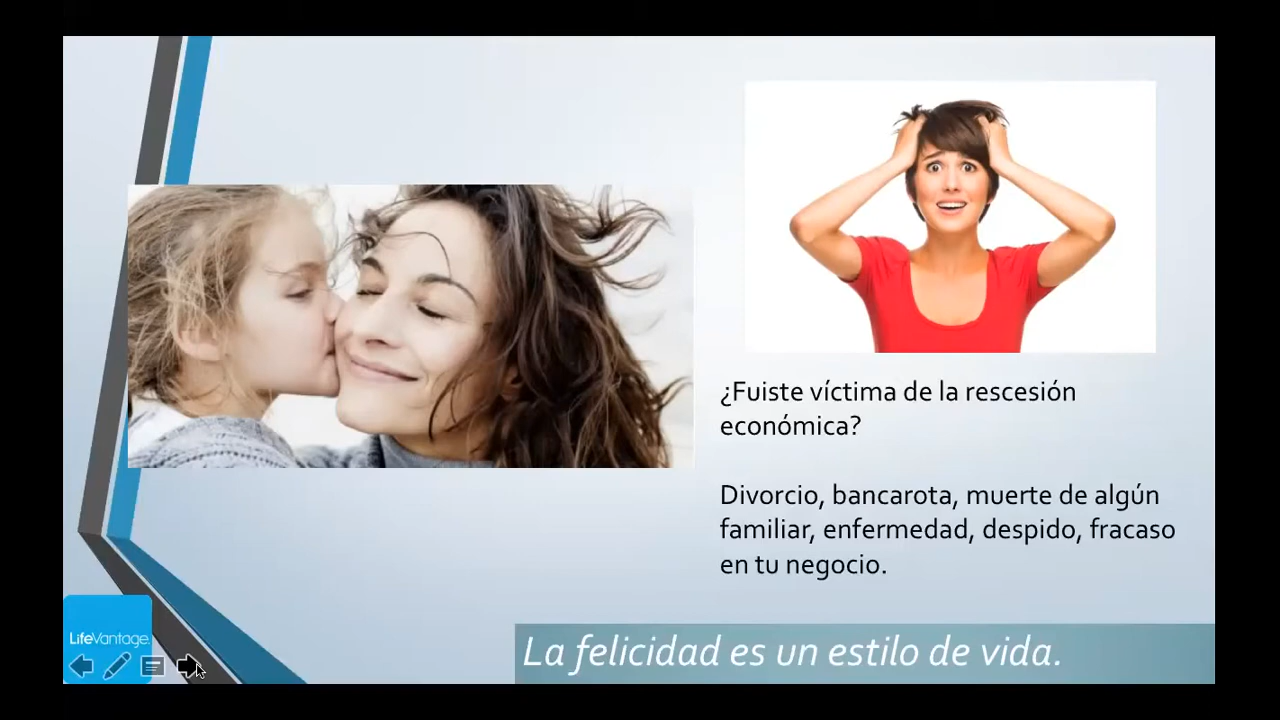 ¿Fuiste víctima de la rescesión
económica?
Divorcio, bancarota, muerte de algún
familiar, enfermedad, despido, fracaso
en tu negocio.
LifeVantage
La felicidad es un estilo de vida.